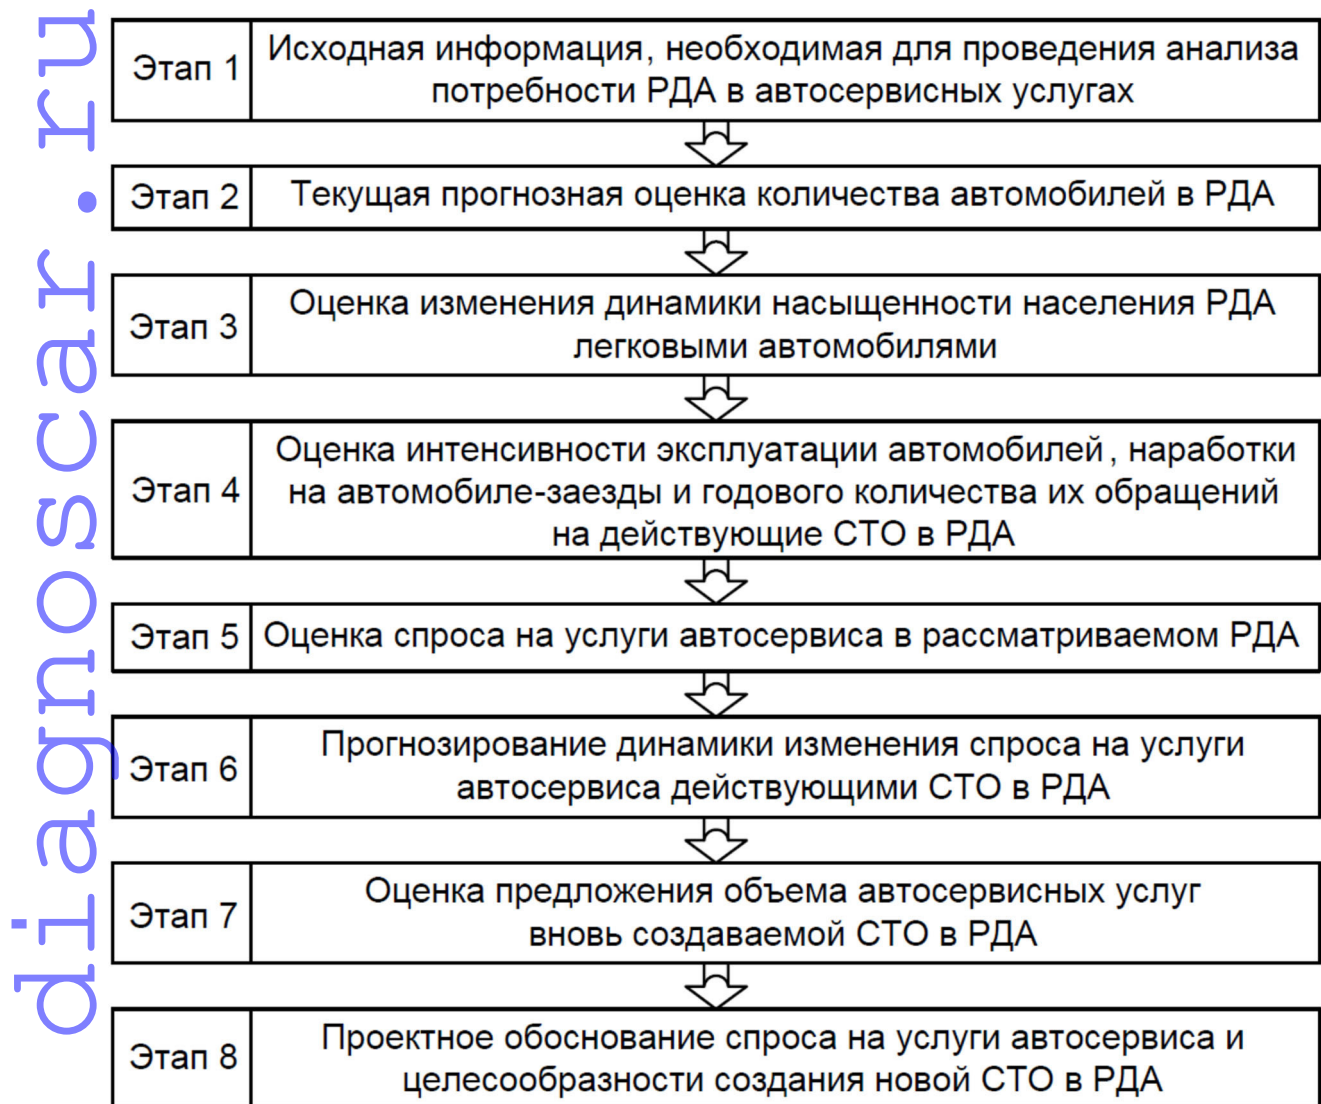 diagnoscar.ru
Этап 1
Исходная информация, необходимая для проведения анализа
потребности РДА в автосервисных услугах
Этап 2
Текущая прогнозная оценка количества автомобилей в РДА
Этап 3
Оценка изменения динамики насыщенности населения РДА
легковыми автомобилями
Этап 4
Оценка интенсивности эксплуатации автомобилей, наработки
на автомобиле-заезды и годового количества их обращений
на действующие СТО в РДА
Этап 5
Оценка спроса на услуги автосервиса в рассматриваемом РДА
Этап 6
Прогнозирование динамики изменения спроса на услуги
автосервиса действующими СТО в РДА
Этап 7
Оценка предложения объема автосервисных услуг
вновь создаваемой СТО в РДА
Этап 8
Проектное обоснование спроса на услуги автосервиса и
целесообразности создания новой СТО в РДА